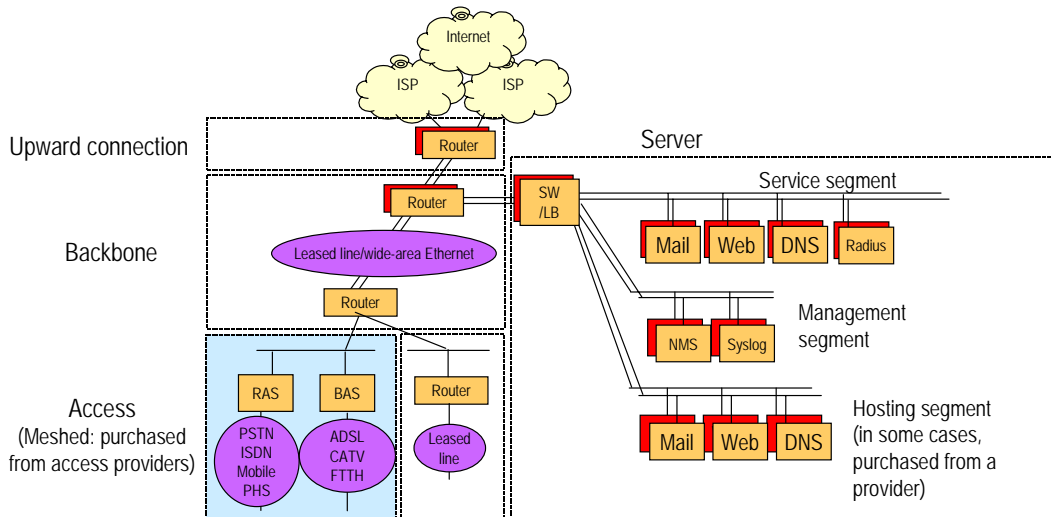 Internet
ISP
ISP
Upward connection
Router
Server
Service segment
Router
SW
/LB
Mail
Web
DNS
Radius
Backbone
Leased line/wide-area Ethernet
Router
Management
segment
NMS
Syslog
Access
(Meshed: purchased
from access providers)
RAS
BAS
Router
PSTN
ISDN
Mobile
PHS
ADSL
CATV
FTTH
Leased
line
Mail
Web
DNS
Hosting segment
(in some cases,
purchased from a
provider)